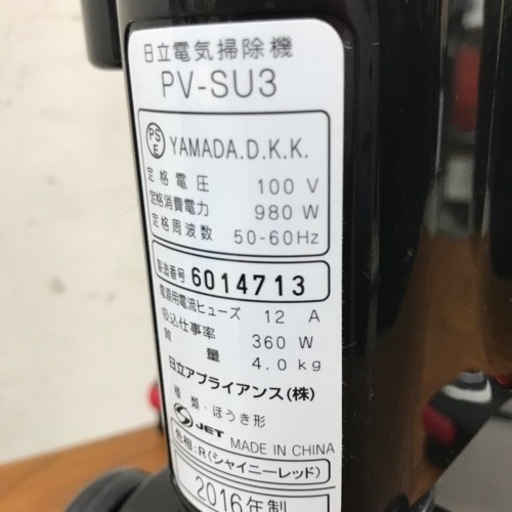 日立電気掃除機
PV-SU3
PSE YAMADA.D.K.K.
定格電圧 100 V
定格消費電力 980 W
定格周波数 50-60Hz
製造番号 6014713
電源用電流ヒューズ 12 A
吸込仕事率 360 W
質量 4.0 kg
日立アプライアンス(株)
種類・ほうき形
S JET MADE IN CHINA
色相:R(シャイニーレッド)
2016年製